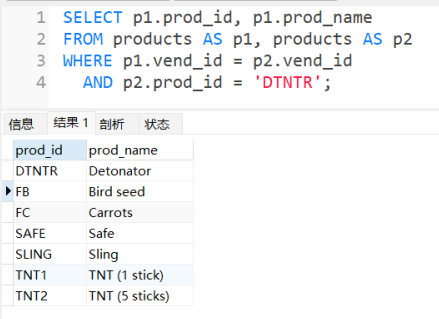 1 SELECT p1.prod_id, p1.prod_name
2 FROM products AS p1, products AS p2
3 WHERE p1.vend_id = p2.vend_id
4 AND p2.prod_id = 'DTNTR';
信息 结果 1 剖析 状态
prod_id prod_name
DTNTR Detonator
FB Bird seed
FC Carrots
SAFE Safe
SLING Sling
TNT1 TNT (1 stick)
TNT2 TNT (5 sticks)